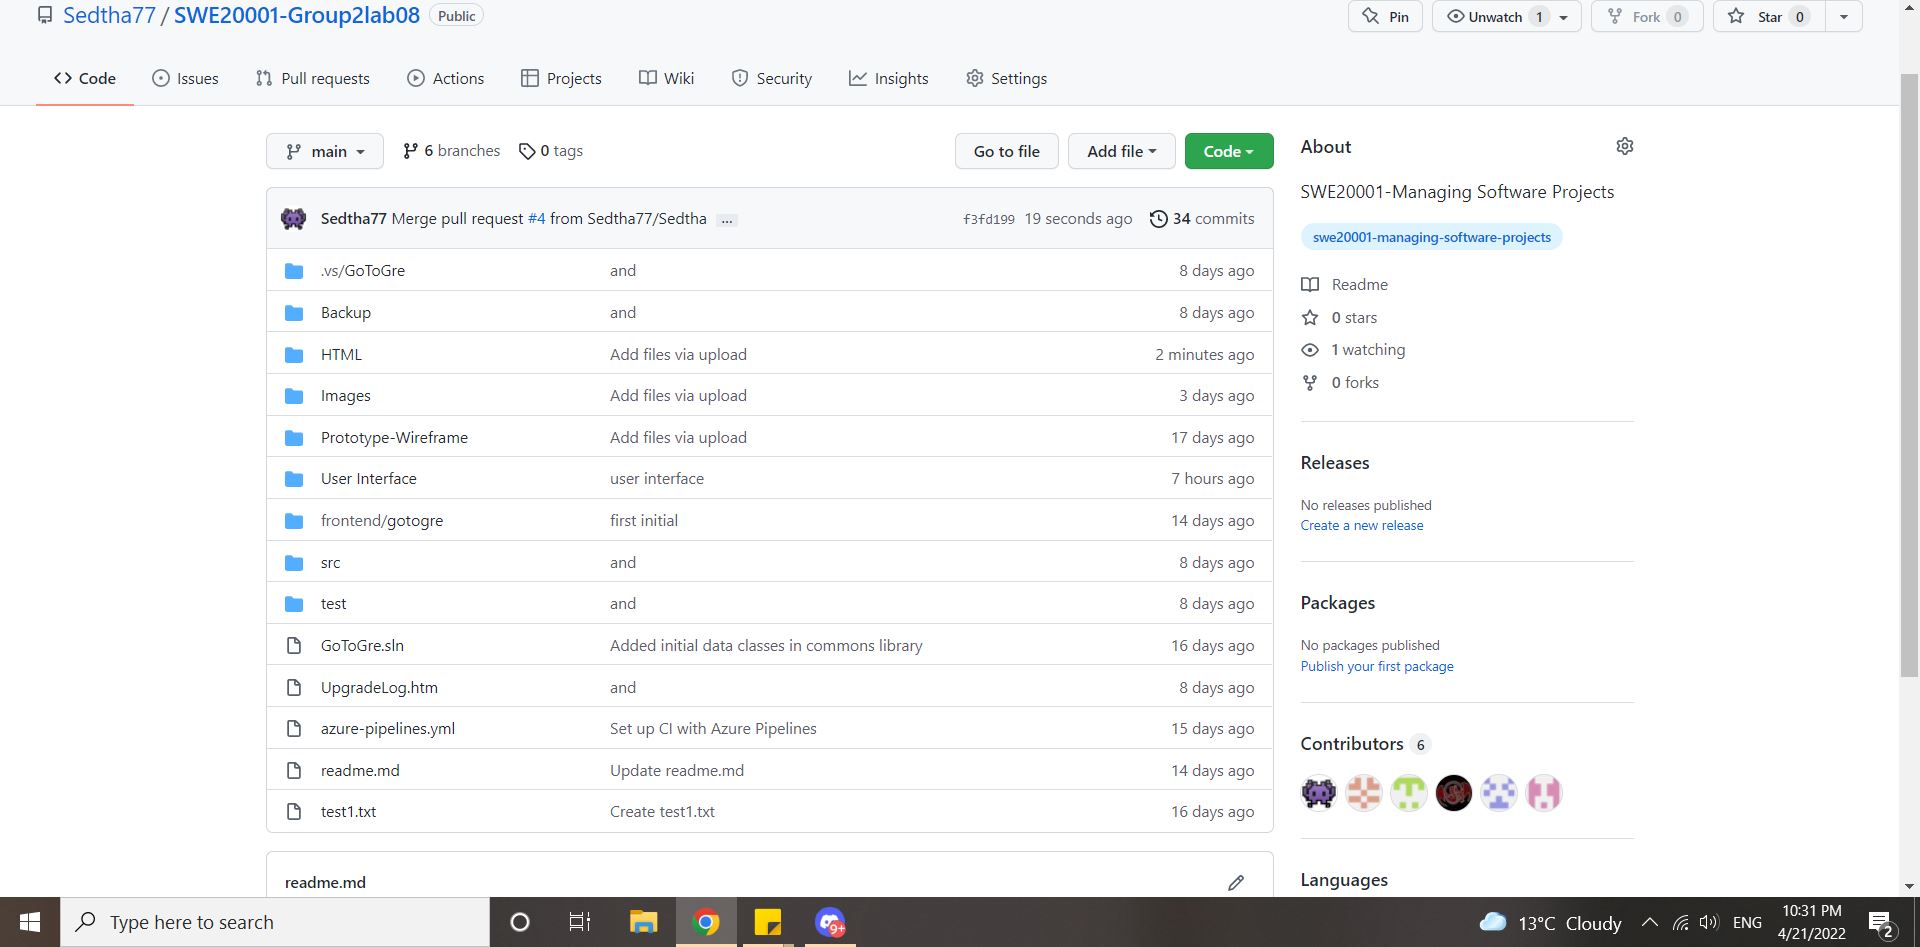 Sedtha77 / SWE20001-Group2lab08 Public
Pin
Unwatch 1
Fork 0
Star 0
Code
Issues
Pull requests
Actions
Projects
Wiki
Security
Insights
Settings
main
6 branches
0 tags
Go to file
Add file
Code
Sedtha77 Merge pull request #4 from Sedtha77/Sedtha ...
f3fd199 19 seconds ago
34 commits
.vs/GoToGre and 8 days ago
Backup and 8 days ago
HTML Add files via upload 2 minutes ago
Images Add files via upload 3 days ago
Prototype-Wireframe Add files via upload 17 days ago
User Interface user interface 7 hours ago
frontend/gotogre first initial 14 days ago
src and 8 days ago
test and 8 days ago
GoToGre.sln Added initial data classes in commons library 16 days ago
UpgradeLog.htm and 8 days ago
azure-pipelines.yml Set up CI with Azure Pipelines 15 days ago
readme.md Update readme.md 14 days ago
test1.txt Create test1.txt 16 days ago
readme.md
About
SWE20001-Managing Software Projects
swe20001-managing-software-projects
Readme
0 stars
1 watching
0 forks
Releases
No releases published
Create a new release
Packages
No packages published
Publish your first package
Contributors 6
Languages
Type here to search
9+
13°C Cloudy
ENG
10:31 PM
4/21/2022
2